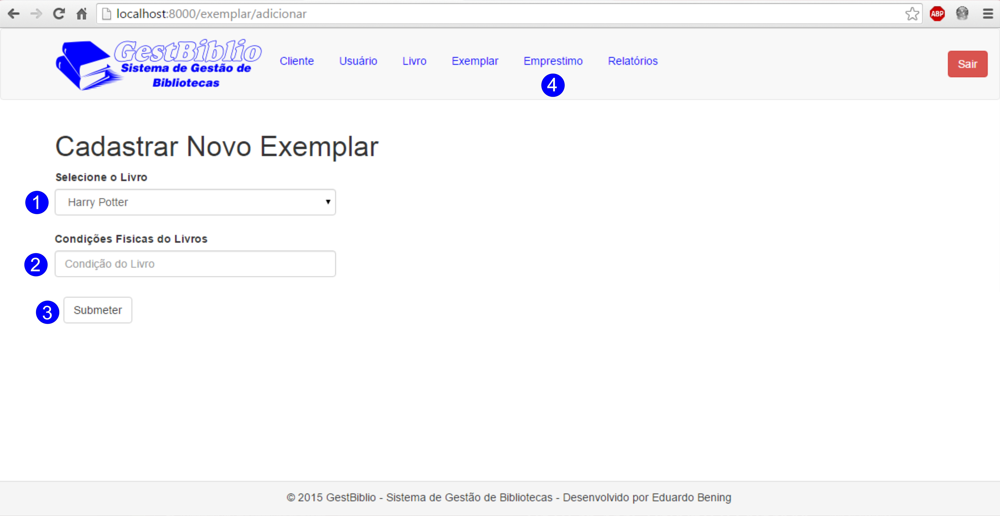 localhost:8000/exemplar/adicionar
ABP
GestBiblio
Sistema de Gestão de
Bibliotecas
Cliente Usuário Livro Exemplar Emprestimo Relatórios
Sair
4
Cadastrar Novo Exemplar
Selecione o Livro
1 Harry Potter
Condições Fisicas do Livros
2 Condição do Livro
3 Submeter
© 2015 GestBiblio - Sistema de Gestão de Bibliotecas - Desenvolvido por Eduardo Bening